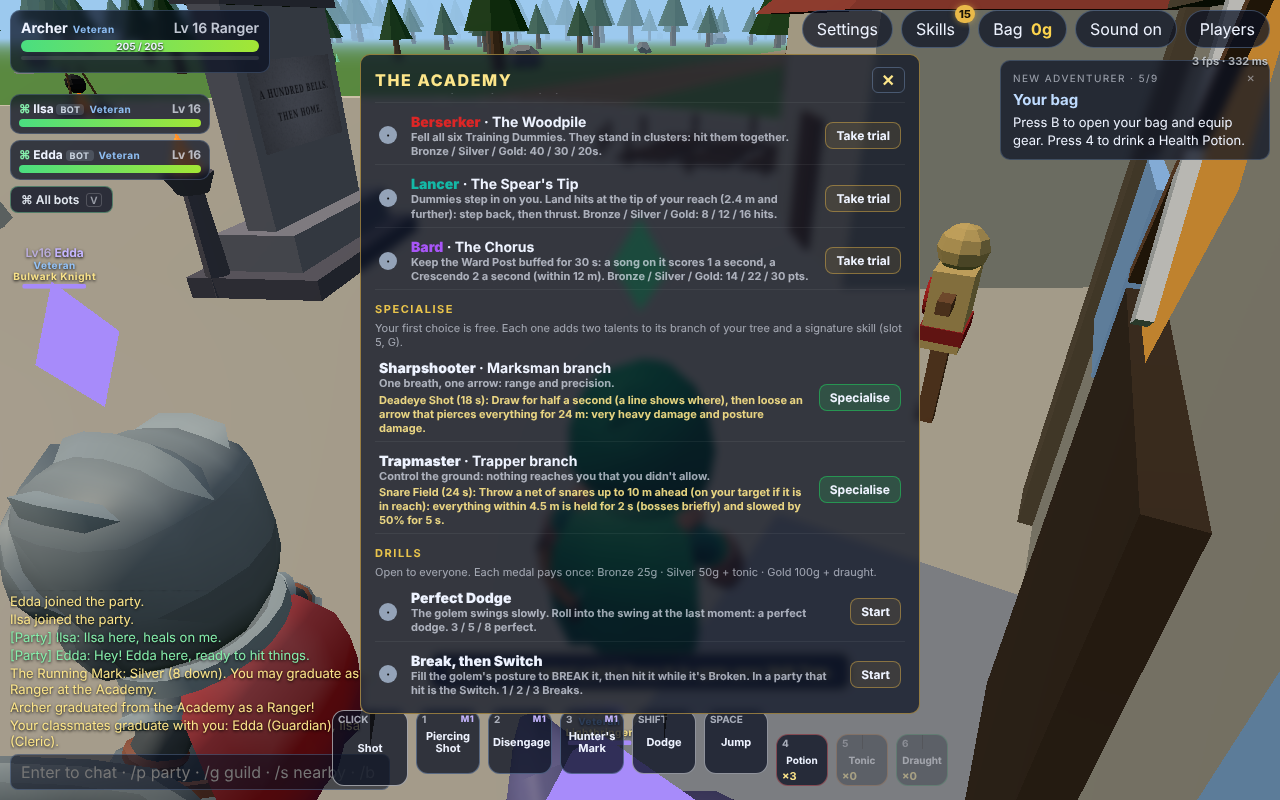 Archer Veteran Lv 16 Ranger
205 / 205
⌘ Ilsa BOT Veteran Lv 16
⌘ Edda BOT Veteran Lv 16
⌘ All bots V
A HUNDRED BELLS,
THEN HOME
Settings
Skills 15
Bag 0g
Sound on
Players
3 fps · 332 ms
NEW ADVENTURER · 5/9 ×
Your bag
Press B to open your bag and equip
gear. Press 4 to drink a Health Potion.
Lv16 Edda
Veteran
Bulwark Knight
THE ACADEMY ✕
Berserker · The Woodpile
Fell all six Training Dummies. They stand in clusters: hit them together.
Bronze / Silver / Gold: 40 / 30 / 20s.
Take trial
Lancer · The Spear's Tip
Dummies step in on you. Land hits at the tip of your reach (2.4 m and
further): step back, then thrust. Bronze / Silver / Gold: 8 / 12 / 16 hits.
Take trial
Bard · The Chorus
Keep the Ward Post buffed for 30 s: a song on it scores 1 a second, a
Crescendo 2 a second (within 12 m). Bronze / Silver / Gold: 14 / 22 / 30 pts.
Take trial
SPECIALISE
Your first choice is free. Each one adds two talents to its branch of your tree and a signature skill (slot
5, G).
Sharpshooter · Marksman branch
One breath, one arrow: range and precision.
Deadeye Shot (18 s): Draw for half a second (a line shows where), then loose an
arrow that pierces everything for 24 m: very heavy damage and posture
damage.
Specialise
Trapmaster · Trapper branch
Control the ground: nothing reaches you that you didn't allow.
Snare Field (24 s): Throw a net of snares up to 10 m ahead (on your target if it is
in reach): everything within 4.5 m is held for 2 s (bosses briefly) and slowed by
50% for 5 s.
Specialise
DRILLS
Open to everyone. Each medal pays once: Bronze 25g · Silver 50g + tonic · Gold 100g + draught.
Perfect Dodge
The golem swings slowly. Roll into the swing at the last moment: a perfect
dodge. 3 / 5 / 8 perfect.
Start
Break, then Switch
Fill the golem's posture to BREAK it, then hit it while it's Broken. In a party that
hit is the Switch. 1 / 2 / 3 Breaks.
Start
Edda joined the party.
Ilsa joined the party.
[Party] Ilsa: Ilsa here, heals on me.
[Party] Edda: Hey! Edda here, ready to hit things.
The Running Mark: Silver (8 down). You may graduate as
Ranger at the Academy.
Archer graduated from the Academy as a Ranger!
Your classmates graduate with you: Edda (Guardian), Ilsa
(Cleric).
Enter to chat · /p party · /g guild · /s nearby · /b
CLICK Shot
1 M1 Piercing Shot
2 M1 Disengage
3 M1 Hunter's Mark
SHIFT Dodge
SPACE Jump
4 Potion ×3
5 Tonic ×0
6 Draught ×0